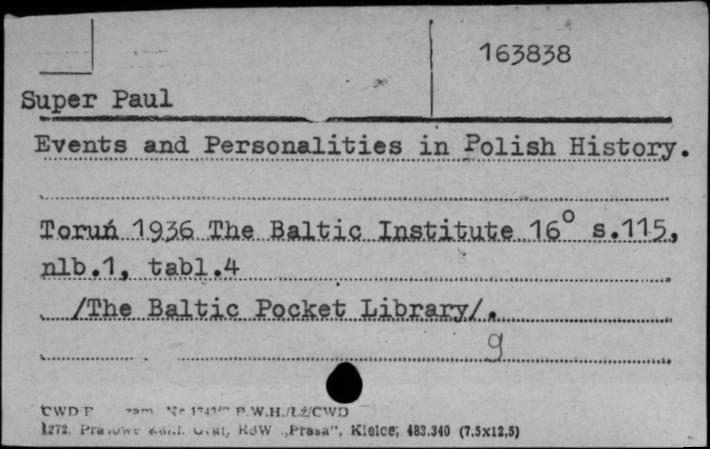 163838
Super Paul
Events and Personalities in Polish History.
Toruń 1936 The Baltic Institute 16° s.115,
nlb.1, tabl.4
/The Baltic Pocket Library/.
g
CWD P.W.H./Łż/CWD
1272. RSW „Prasa", Kielce, 483.340 (7,5x12,5)